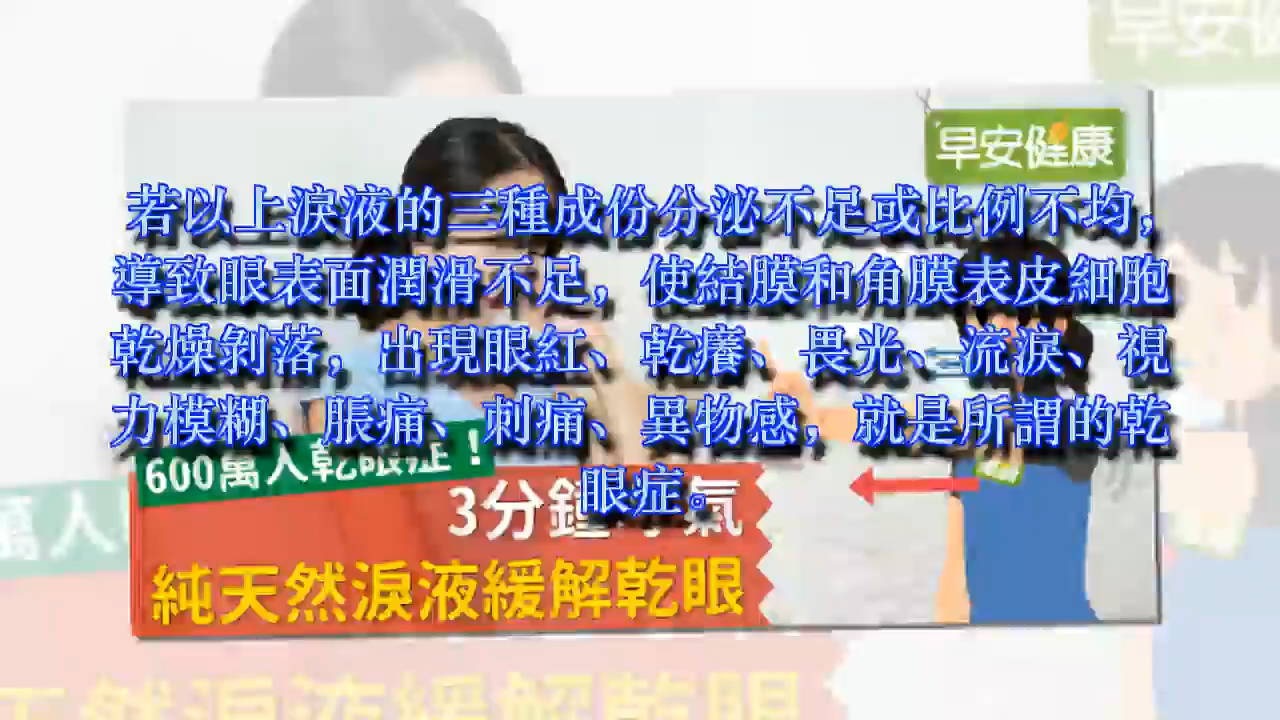 早安健康
若以上淚液的三種成份分泌不足或比例不均，
導致眼表面潤滑不足，使結膜和角膜表皮細胞
乾燥剝落，出現眼紅、乾癢、畏光、流淚、視
力模糊、脹痛、刺痛、異物感，就是所謂的乾
眼症。
600萬人乾眼症！
3分鐘 氣
純天然淚液緩解乾眼